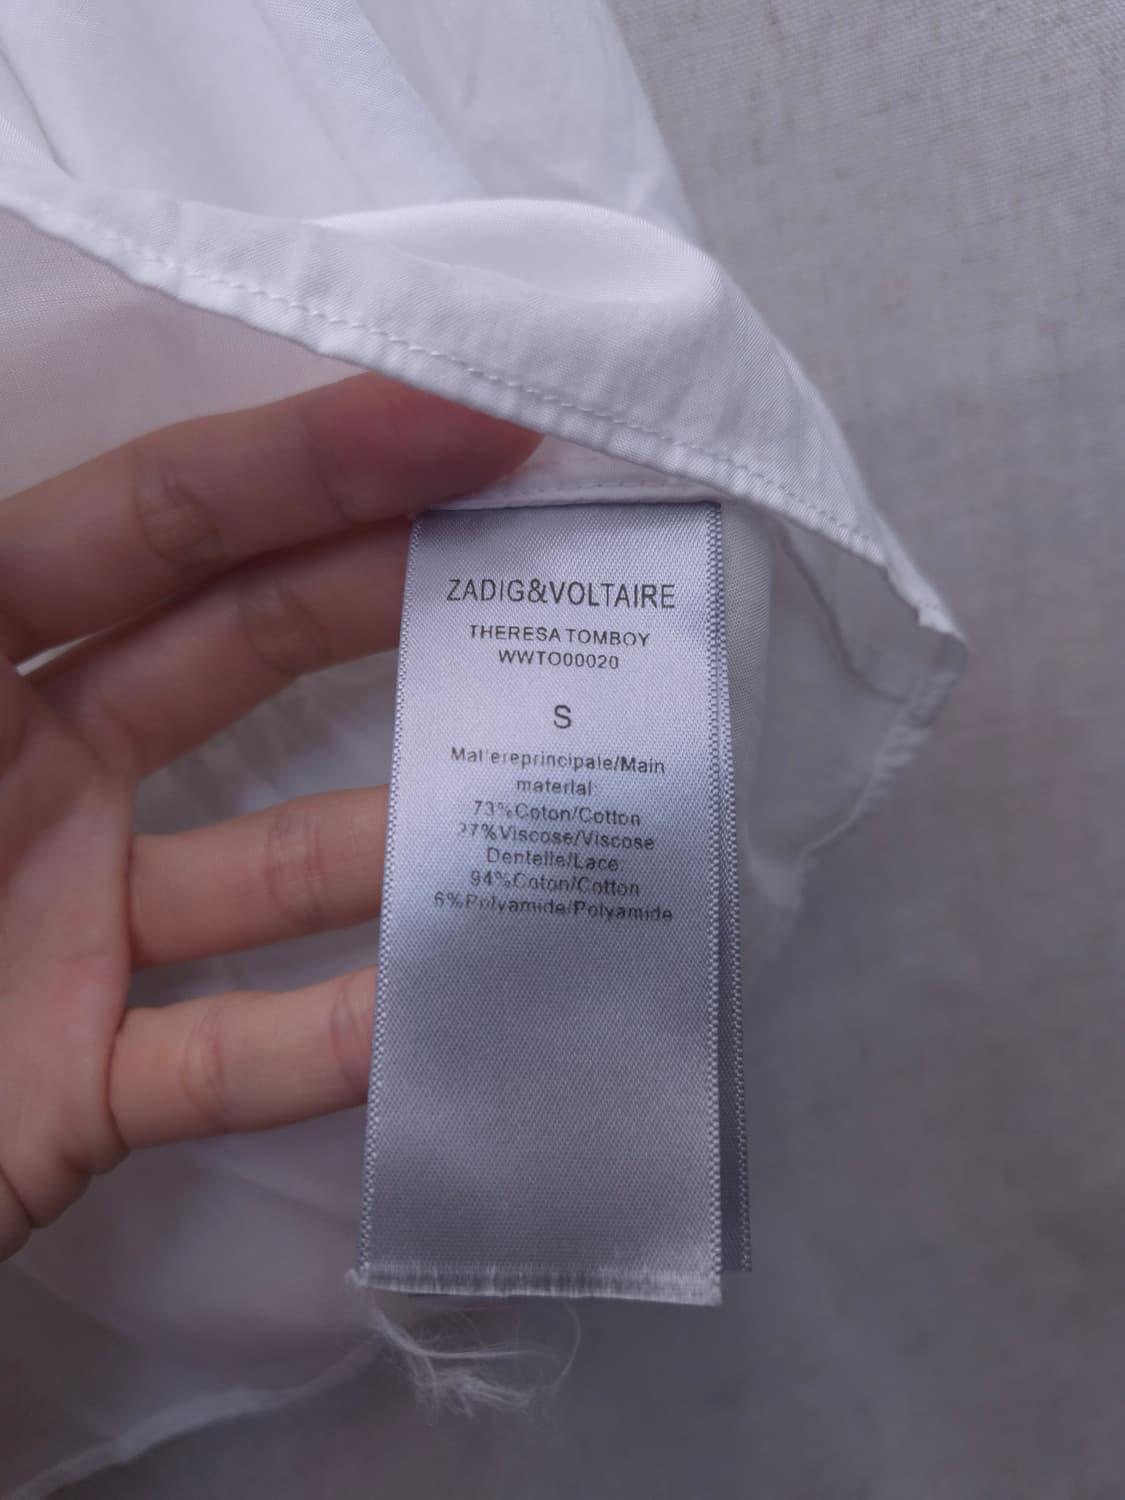 ZADIG&VOLTAIRE
THERESA TOMBOY
WWTO00020
S
Mat'ereprincipale/Main
material
73%Coton/Cotton
27%Viscose/Viscose
Dentelle/Lace
94%Coton/Cotton
6%Polyamide/Polyamide